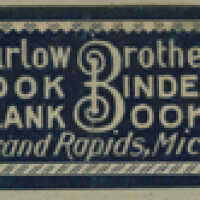 arlow Brothe
OOK BINDE
LANK BOOK
rand Rapids, Mic